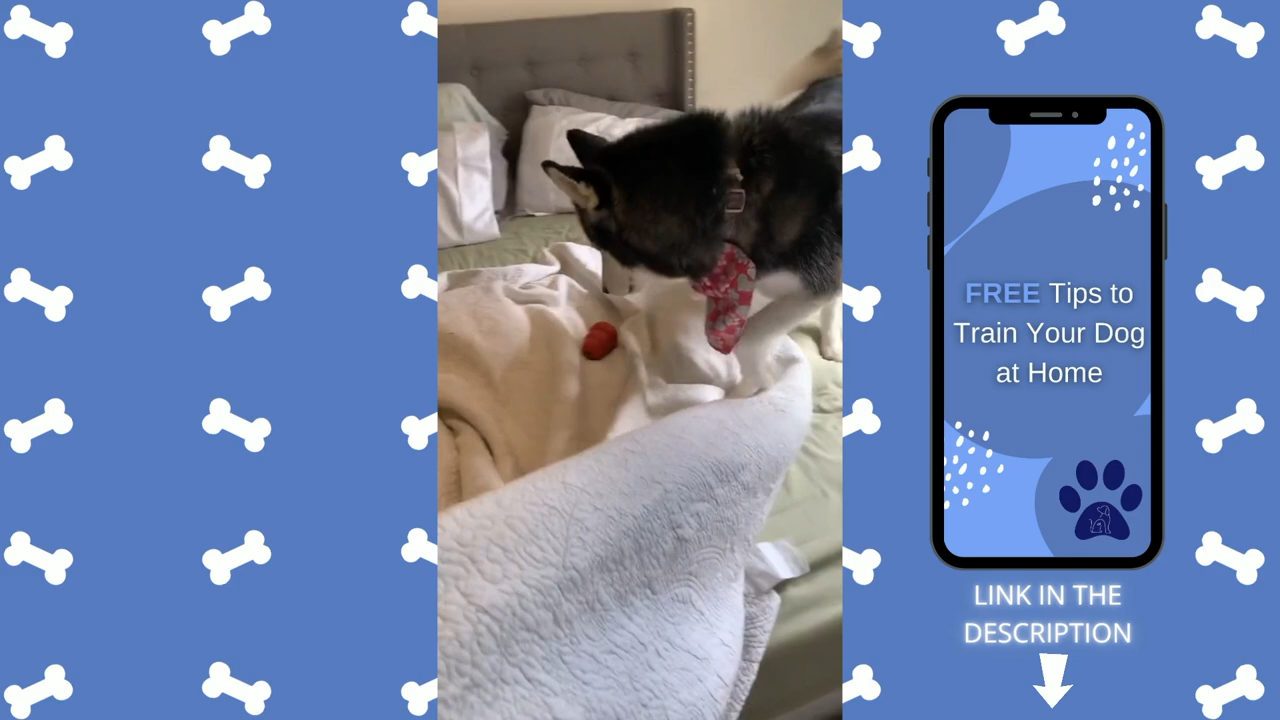 FREE Tips to
Train Your Dog
at Home
LINK IN THE
DESCRIPTION